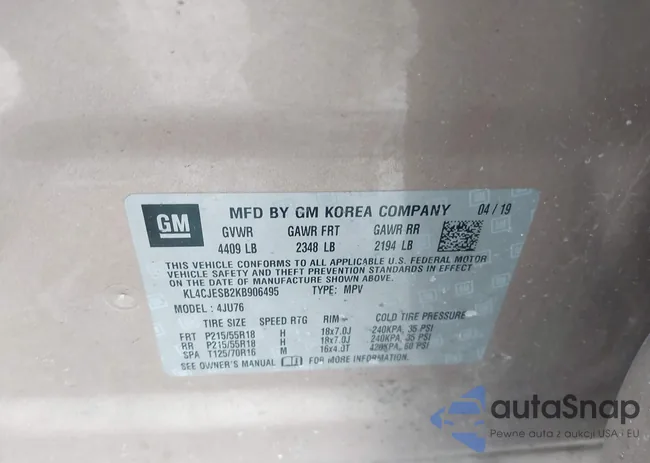 GM
MFD BY GM KOREA COMPANY 04 / 19
GVWR GAWR FRT GAWR RR
4409 LB 2348 LB 2194 LB
THIS VEHICLE CONFORMS TO ALL APPLICABLE U.S. FEDERAL MOTOR
VEHICLE SAFETY AND THEFT PREVENTION STANDARDS IN EFFECT
ON THE DATE OF MANUFACTURE SHOWN ABOVE.
KL4CJESB2KB906495 TYPE: MPV
MODEL : 4JU76
TIRE SIZE SPEED RTG RIM COLD TIRE PRESSURE
FRT P215/55R18 H 18x7.0J 240KPA, 35 PSI
RR P215/55R18 H 18x7.0J 240KPA, 35 PSI
SPA T125/70R16 M 16x4.0T 420KPA, 60 PSI
SEE OWNER'S MANUAL FOR MORE INFORMATION.
autaSnap
Pewne auta z aukcji USA i EU